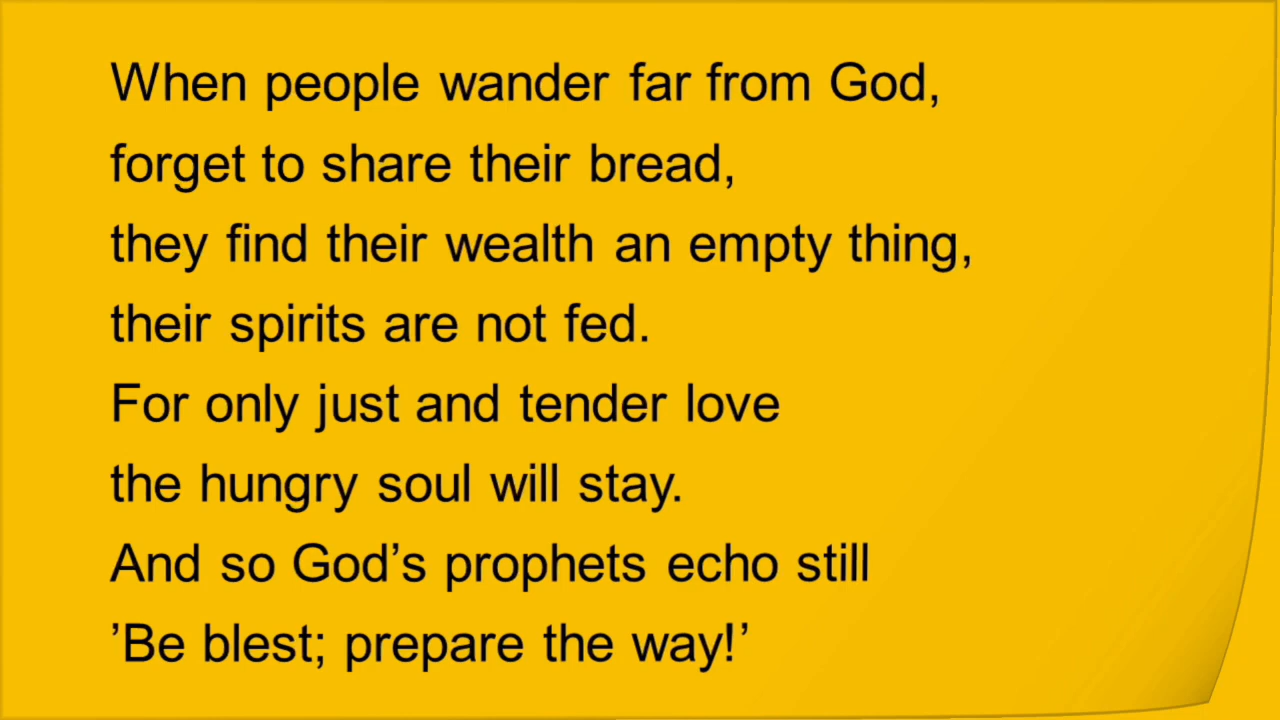 When people wander far from God,
forget to share their bread,
they find their wealth an empty thing,
their spirits are not fed.
For only just and tender love
the hungry soul will stay.
And so God’s prophets echo still
’Be blest; prepare the way!’